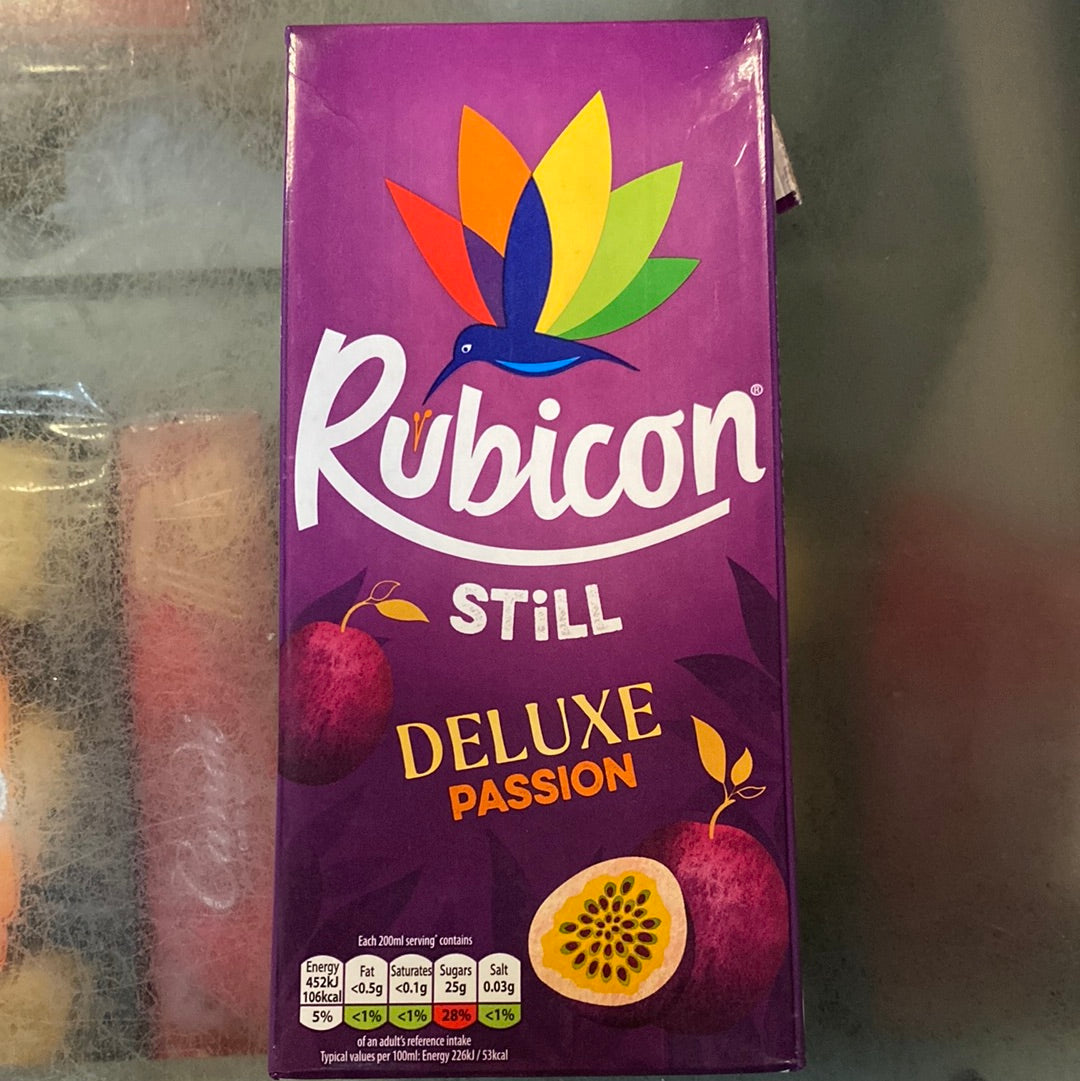 Rubicon®
STiLL
DELUXE
PASSION
Each 200ml serving* contains
Energy 452kJ 106kcal 5%
Fat <0.5g <1%
Saturates <0.1g <1%
Sugars 25g 28%
Salt 0.03g <1%
of an adult's reference intake
Typical values per 100ml: Energy 226kJ / 53kcal